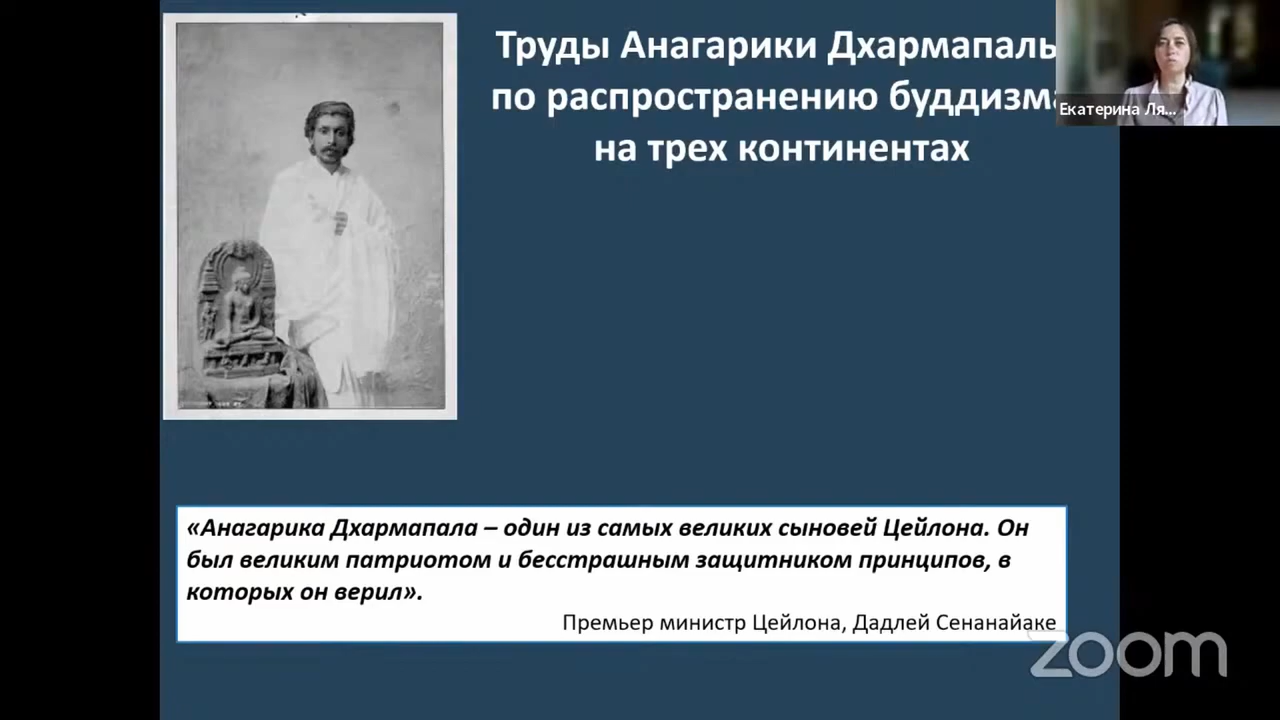 Труды Анагарики Дхармапалы
по распространению буддизма
на трех континентах
Екатерина Ля...
«Анагарика Дхармапала – один из самых великих сыновей Цейлона. Он
был великим патриотом и бесстрашным защитником принципов, в
которых он верил».
Премьер министр Цейлона, Дадлей Сенанайаке
zoom